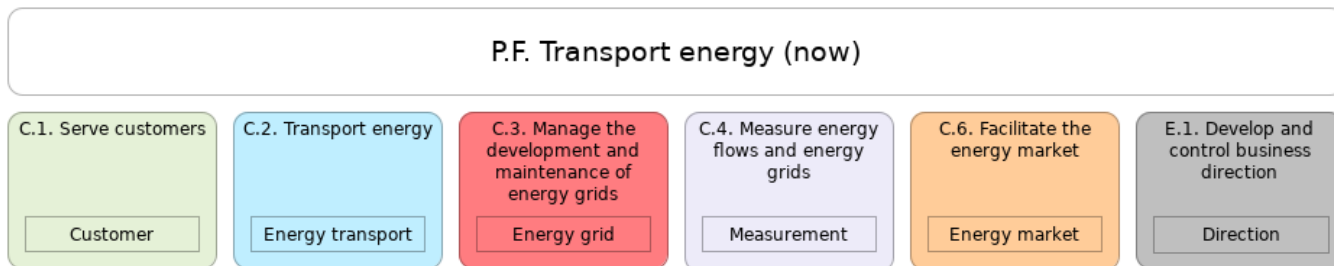 P.F. Transport energy (now)
C.1. Serve customers
Customer
C.2. Transport energy
Energy transport
C.3. Manage the
development and
maintenance of
energy grids
Energy grid
C.4. Measure energy
flows and energy
grids
Measurement
C.6. Facilitate the
energy market
Energy market
E.1. Develop and
control business
direction
Direction